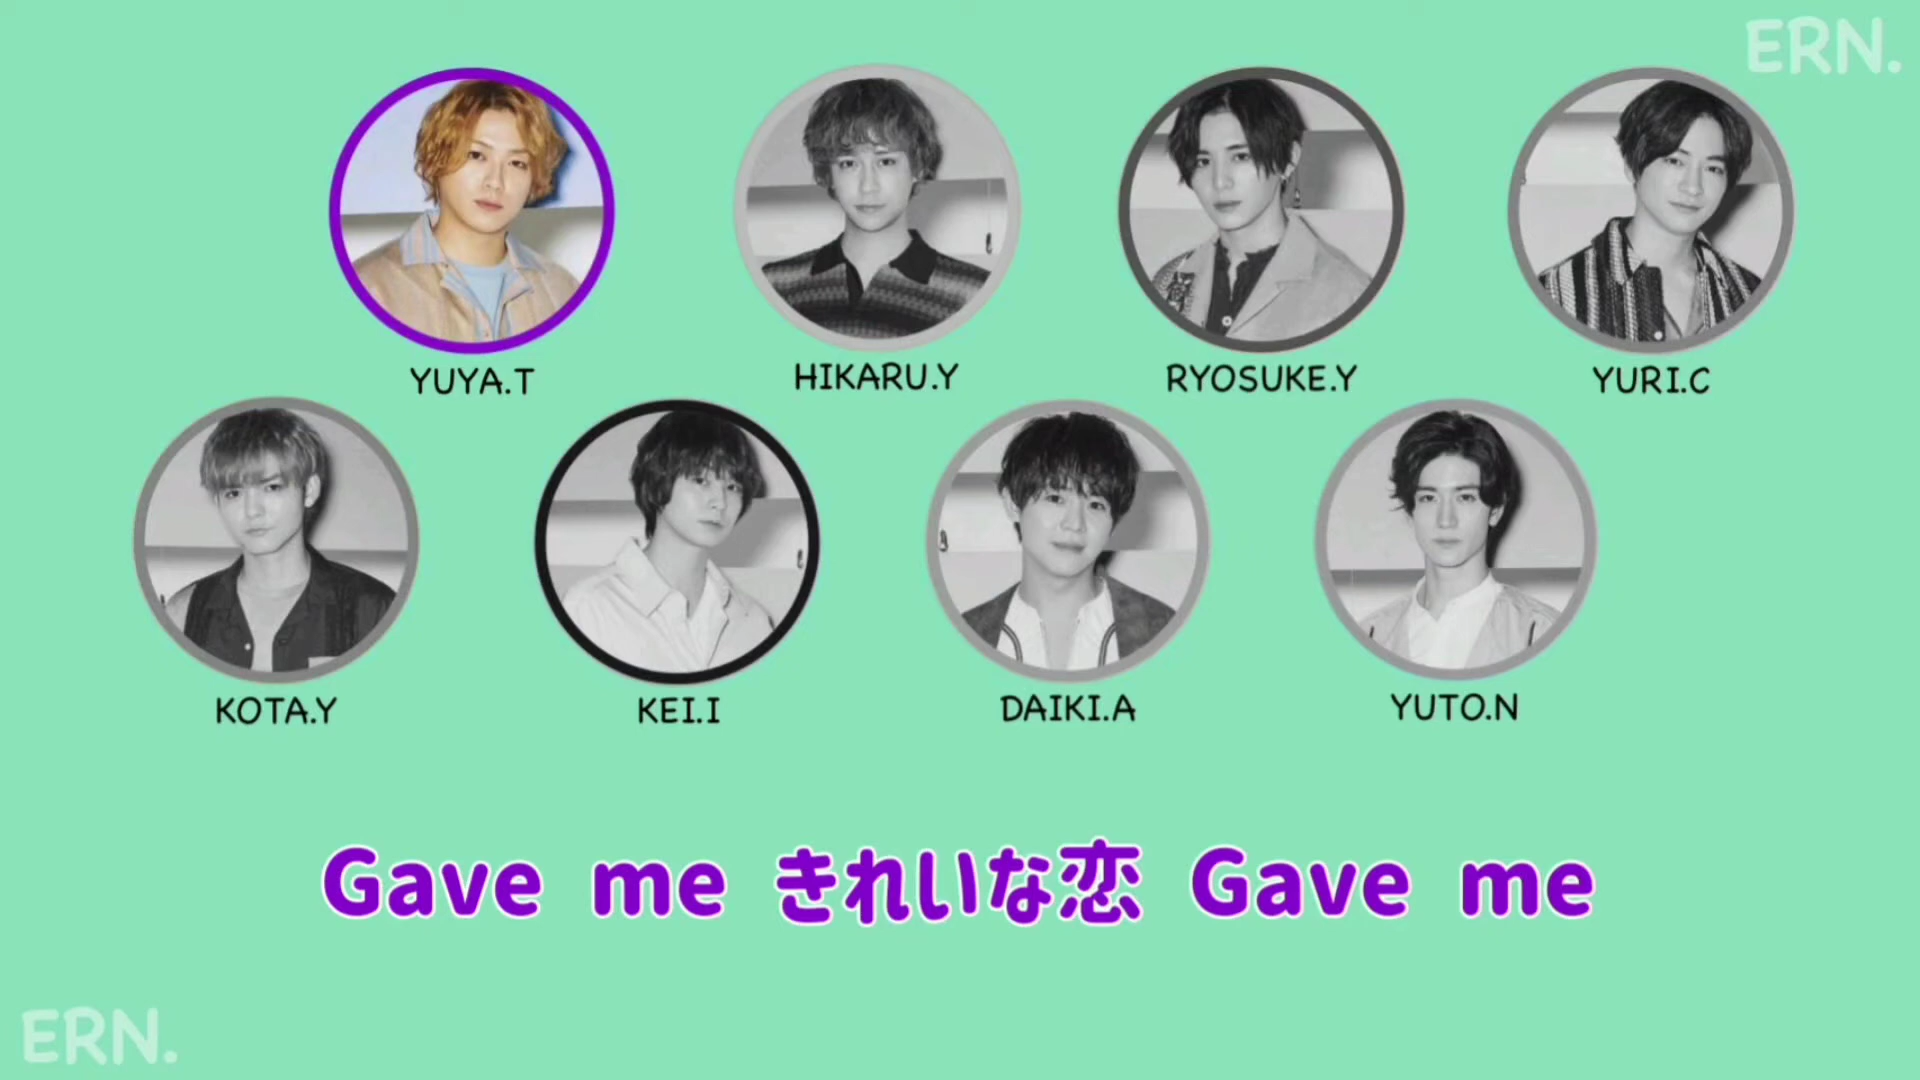 ERN.
YUYA.T
HIKARU.Y
RYOSUKE.Y
YURI.C
KOTA.Y
KEI.I
DAIKI.A
YUTO.N
Gave me きれいな恋 Gave me
ERN.